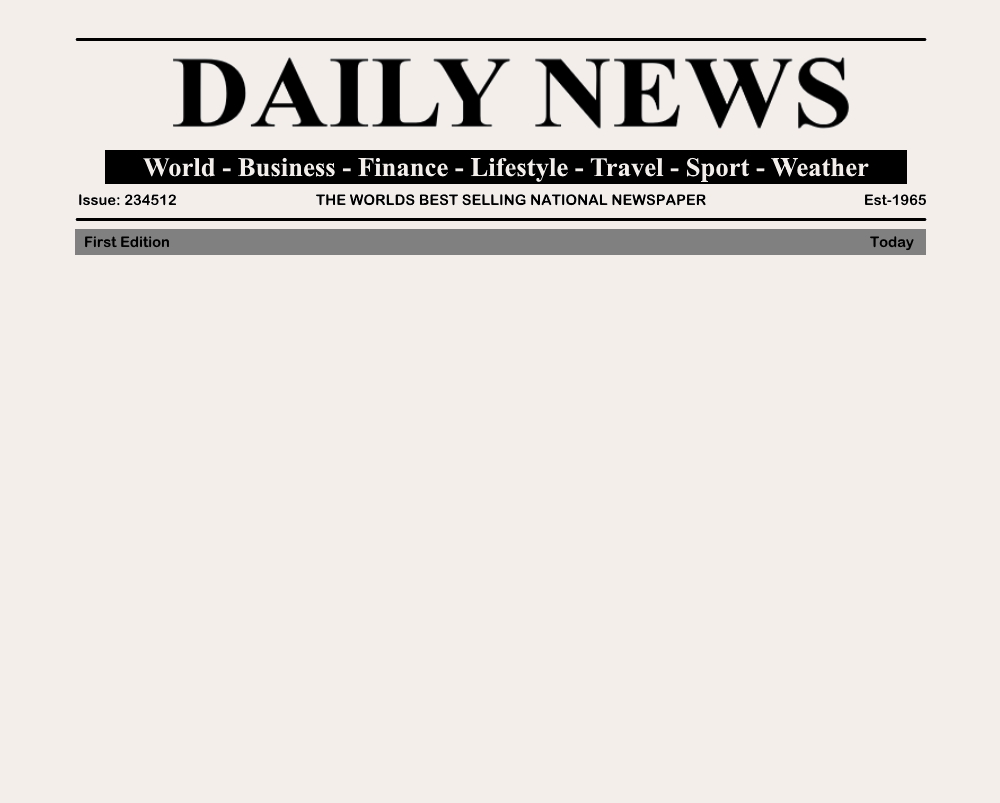 DAILY NEWS
World - Business - Finance - Lifestyle - Travel - Sport - Weather
Issue: 234512 THE WORLDS BEST SELLING NATIONAL NEWSPAPER Est-1965
First Edition Today